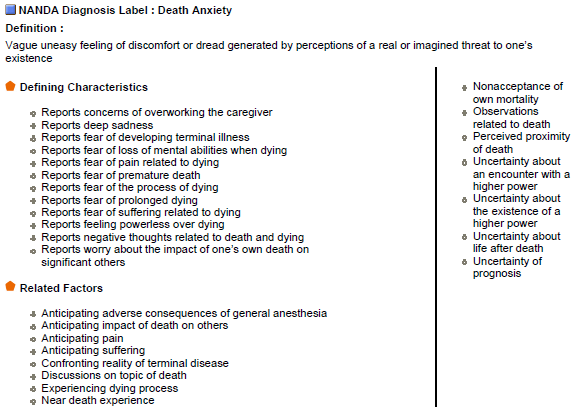 NANDA Diagnosis Label : Death Anxiety
Definition :
Vague uneasy feeling of discomfort or dread generated by perceptions of a real or imagined threat to one's
existence
Defining Characteristics
Reports concerns of overworking the caregiver
Reports deep sadness
Reports fear of developing terminal illness
Reports fear of loss of mental abilities when dying
Reports fear of pain related to dying
Reports fear of premature death
Reports fear of the process of dying
Reports fear of prolonged dying
Reports fear of suffering related to dying
Reports feeling powerless over dying
Reports negative thoughts related to death and dying
Reports worry about the impact of one's own death on
significant others
Related Factors
Anticipating adverse consequences of general anesthesia
Anticipating impact of death on others
Anticipating pain
Anticipating suffering
Confronting reality of terminal disease
Discussions on topic of death
Experiencing dying process
Near death experience
Nonacceptance of
own mortality
Observations
related to death
Perceived proximity
of death
Uncertainty about
an encounter with a
higher power
Uncertainty about
the existence of a
higher power
Uncertainty about
life after death
Uncertainty of
prognosis